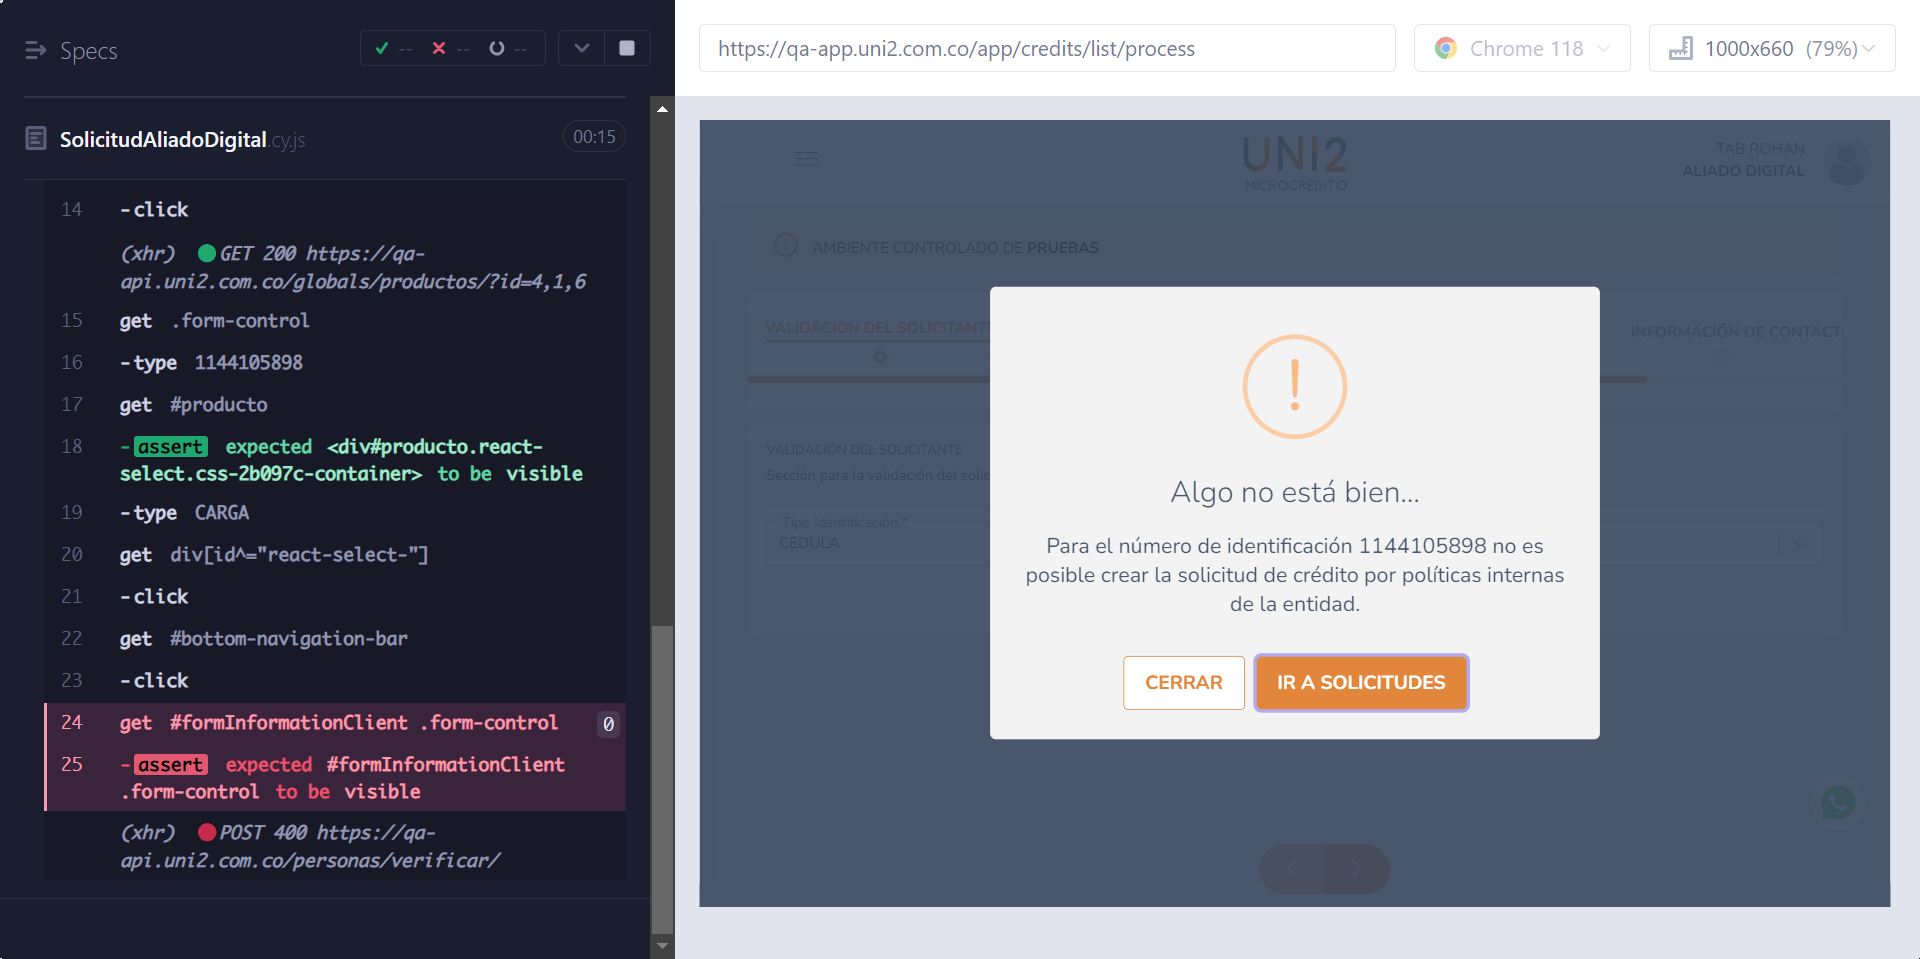 Specs
--
--
--
SolicitudAliadoDigital.cy.js
00:15
14 -click
(xhr) GET 200 https://qa-
api.uni2.com.co/globals/productos/?id=4,1,6
15 get .form-control
16 -type 1144105898
17 get #producto
18 -assert expected <div#producto.react-
select.css-2b097c-container> to be visible
19 -type CARGA
20 get div[id^="react-select-"]
21 -click
22 get #bottom-navigation-bar
23 -click
24 get #formInformationClient .form-control 0
25 -assert expected #formInformationClient
.form-control to be visible
(xhr) POST 400 https://qa-
api.uni2.com.co/personas/verificar/
https://qa-app.uni2.com.co/app/credits/list/process
Chrome 118
1000x660 (79%)
UNI2
MICROCRÉDITO
TAB ROHAN
ALIADO DIGITAL
AMBIENTE CONTROLADO DE PRUEBAS
VALIDACIÓN DEL SOLICITANTE
INFORMACIÓN DE CONTACTO
VALIDACIÓN DEL SOLICITANTE
Sección para la validación del solic
Tipo identificación *
CEDULA
Algo no está bien...
Para el número de identificación 1144105898 no es
posible crear la solicitud de crédito por políticas internas
de la entidad.
CERRAR
IR A SOLICITUDES